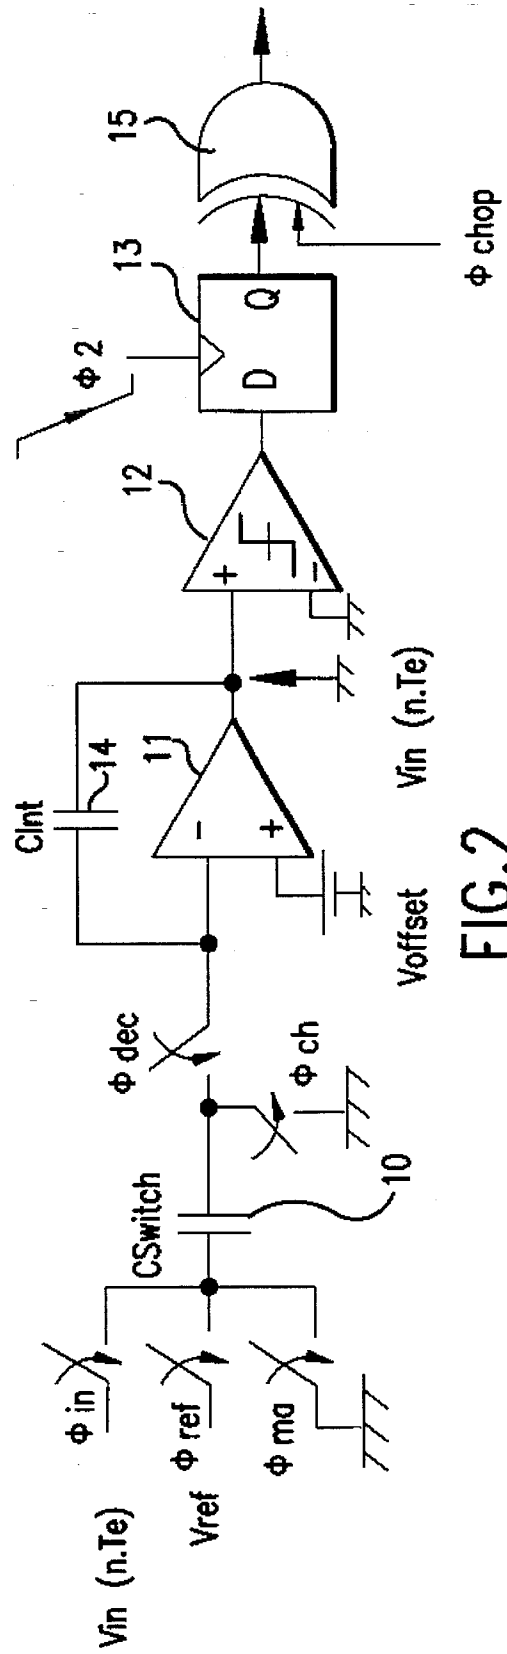 Vin (n.Te)
Φ in
Vref
Φ ref
Φ ma
CSwitch
10
Φ dec
Φ ch
CInt
14
11
-
+
Voffset
Vin (n.Te)
12
+
-
Φ 2
13
D
Q
15
Φ chop
FIG.2